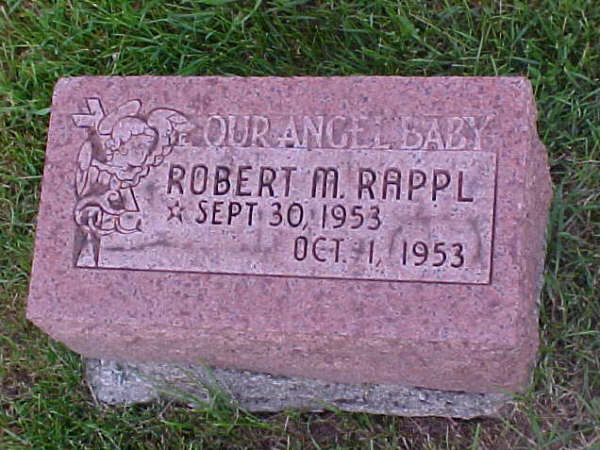 OUR ANGEL BABY
ROBERT M. RAPPL
☆ SEPT 30, 1953
OCT. 1, 1953